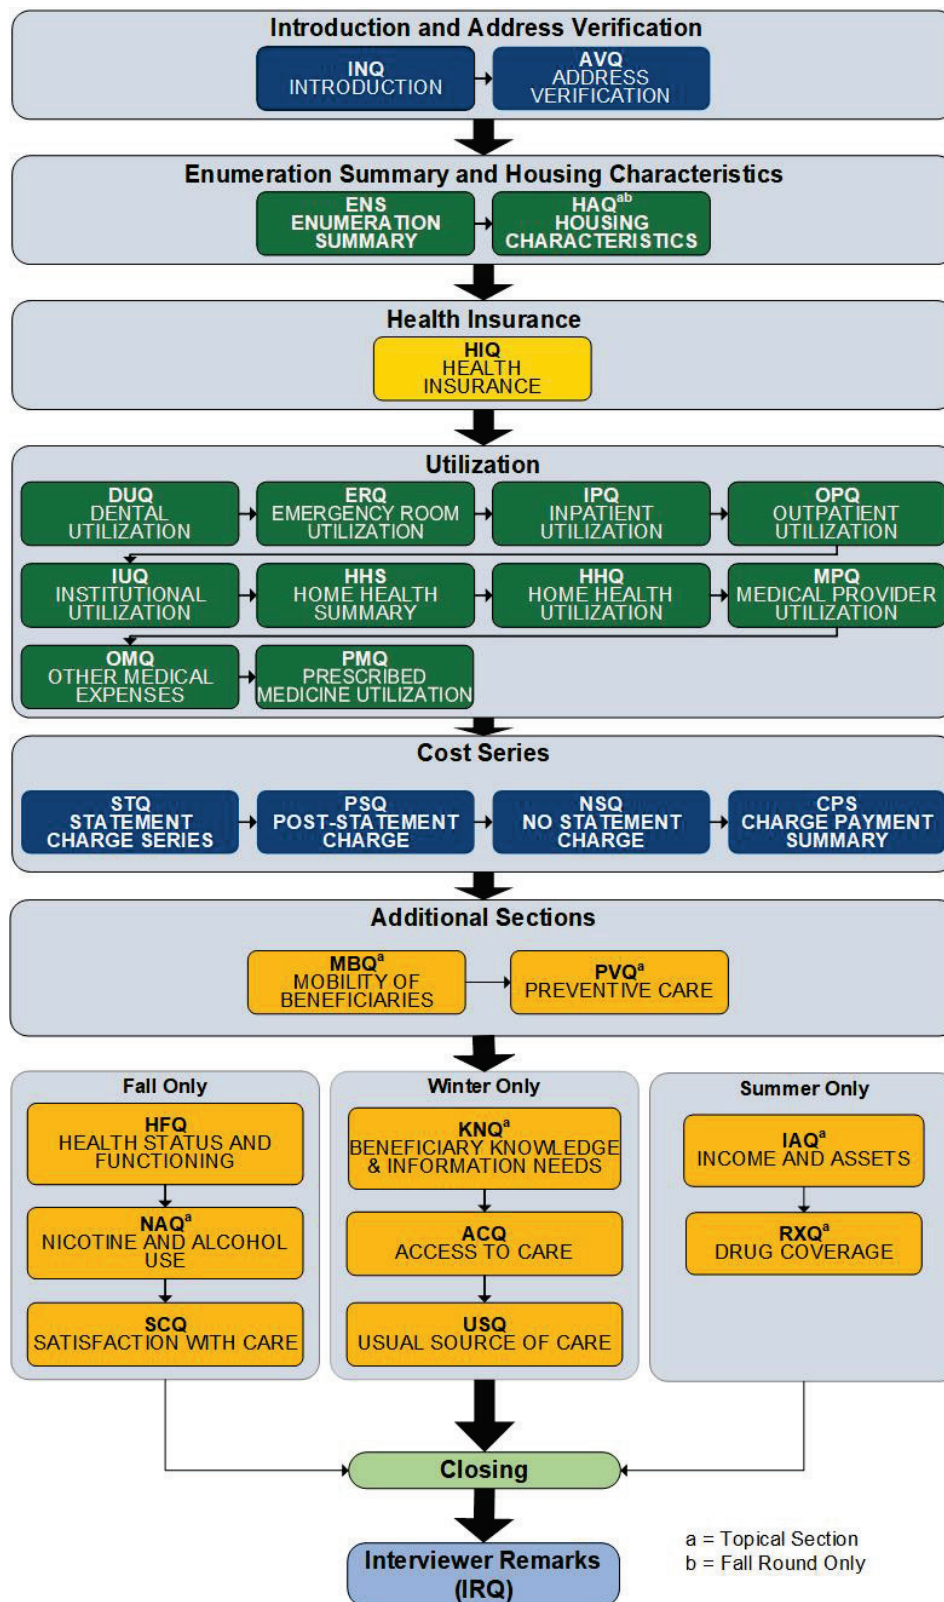 Introduction and Address Verification
INQ
INTRODUCTION
AVQ
ADDRESS
VERIFICATION
Enumeration Summary and Housing Characteristics
ENS
ENUMERATION
SUMMARY
HAQab
HOUSING
CHARACTERISTICS
Health Insurance
HIQ
HEALTH
INSURANCE
Utilization
DUQ
DENTAL
UTILIZATION
ERQ
EMERGENCY ROOM
UTILIZATION
IPQ
INPATIENT
UTILIZATION
OPQ
OUTPATIENT
UTILIZATION
IUQ
INSTITUTIONAL
UTILIZATION
HHS
HOME HEALTH
SUMMARY
HHQ
HOME HEALTH
UTILIZATION
MPQ
MEDICAL PROVIDER
UTILIZATION
OMQ
OTHER MEDICAL
EXPENSES
PMQ
PRESCRIBED
MEDICINE UTILIZATION
Cost Series
STQ
STATEMENT
CHARGE SERIES
PSQ
POST-STATEMENT
CHARGE
NSQ
NO STATEMENT
CHARGE
CPS
CHARGE PAYMENT
SUMMARY
Additional Sections
MBQa
MOBILITY OF
BENEFICIARIES
PVQa
PREVENTIVE CARE
Fall Only
HFQ
HEALTH STATUS AND
FUNCTIONING
NAQa
NICOTINE AND ALCOHOL
USE
SCQ
SATISFACTION WITH CARE
Winter Only
KNQa
BENEFICIARY KNOWLEDGE
& INFORMATION NEEDS
ACQ
ACCESS TO CARE
USQ
USUAL SOURCE OF CARE
Summer Only
IAQa
INCOME AND ASSETS
RXQa
DRUG COVERAGE
Closing
Interviewer Remarks
(IRQ)
a = Topical Section
b = Fall Round Only